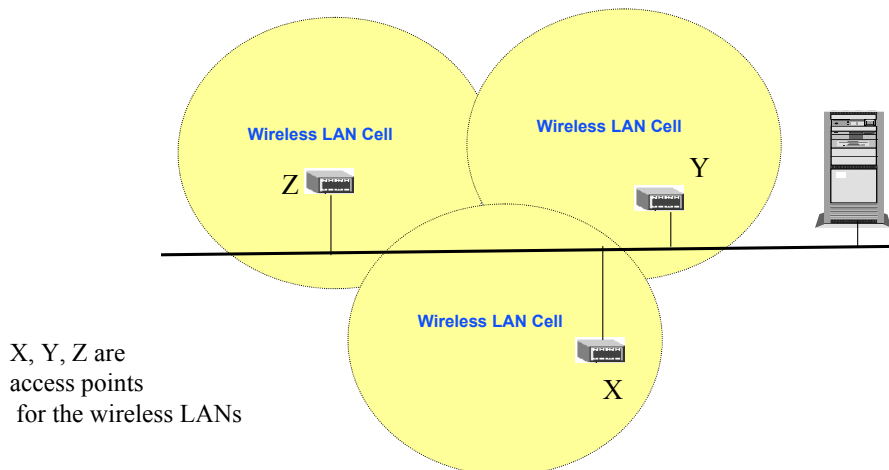 Wireless LAN Cell
Wireless LAN Cell
Y
Z
Wireless LAN Cell
X, Y, Z are
access points
for the wireless LANs
X